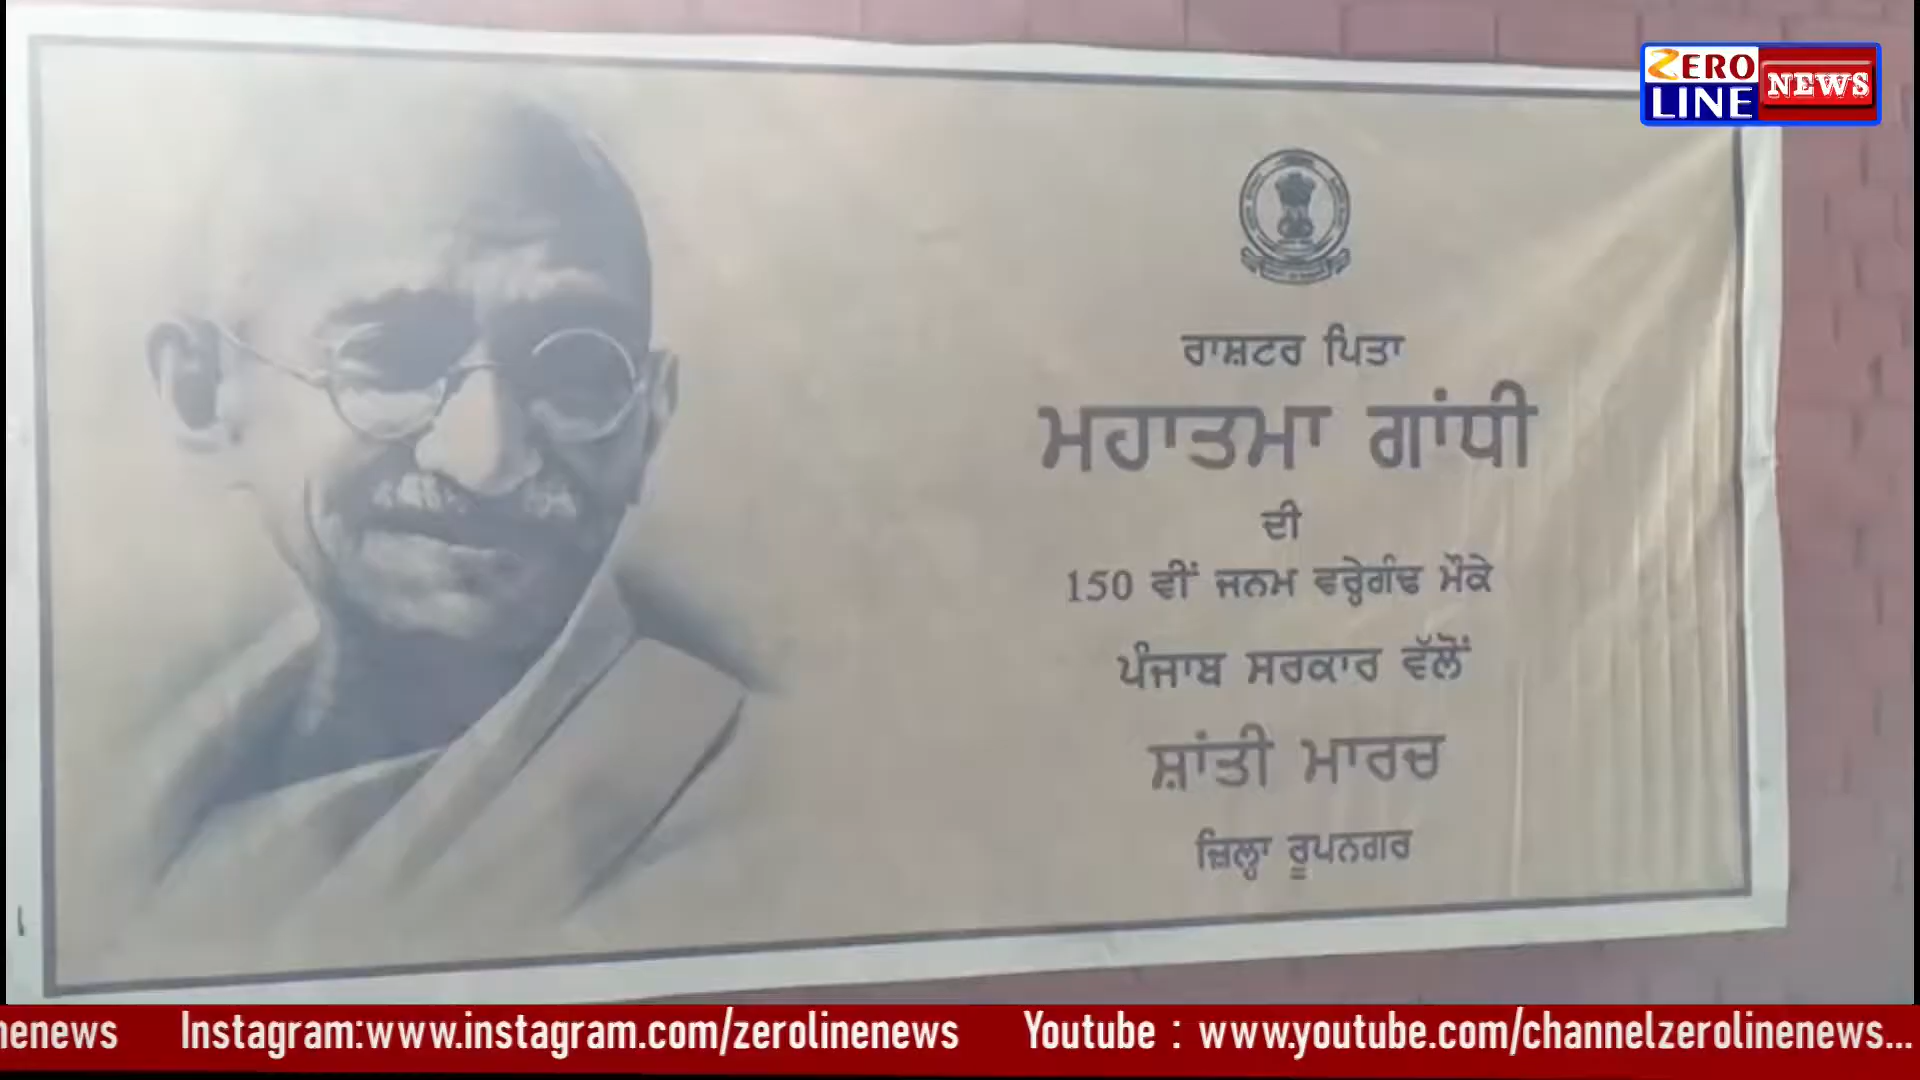 ZERO
LINE NEWS
ਰਾਸ਼ਟਰ ਪਿਤਾ
ਮਹਾਤਮਾ ਗਾਂਧੀ
ਦੀ
150 ਵੀਂ ਜਨਮ ਵਰ੍ਹੇਗੰਢ ਮੌਕੇ
ਪੰਜਾਬ ਸਰਕਾਰ ਵੱਲੋਂ
ਸ਼ਾਂਤੀ ਮਾਰਚ
ਜ਼ਿਲ੍ਹਾ ਰੂਪਨਗਰ
nenews Instagram:www.instagram.com/zerolinenews Youtube : www.youtube.com/channelzerolinenews...